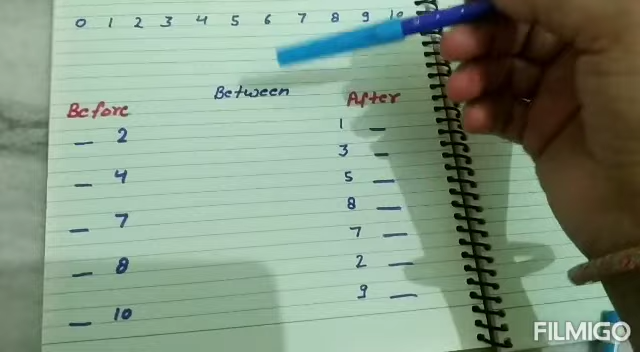 0 1 2 3 4 5 6 7 8 9 10
Between
Before
_ 2
_ 4
_ 7
_ 8
_ 10
After
1 _
3 _
5 _
8 _
7 _
2 _
9 _
FILMIGO